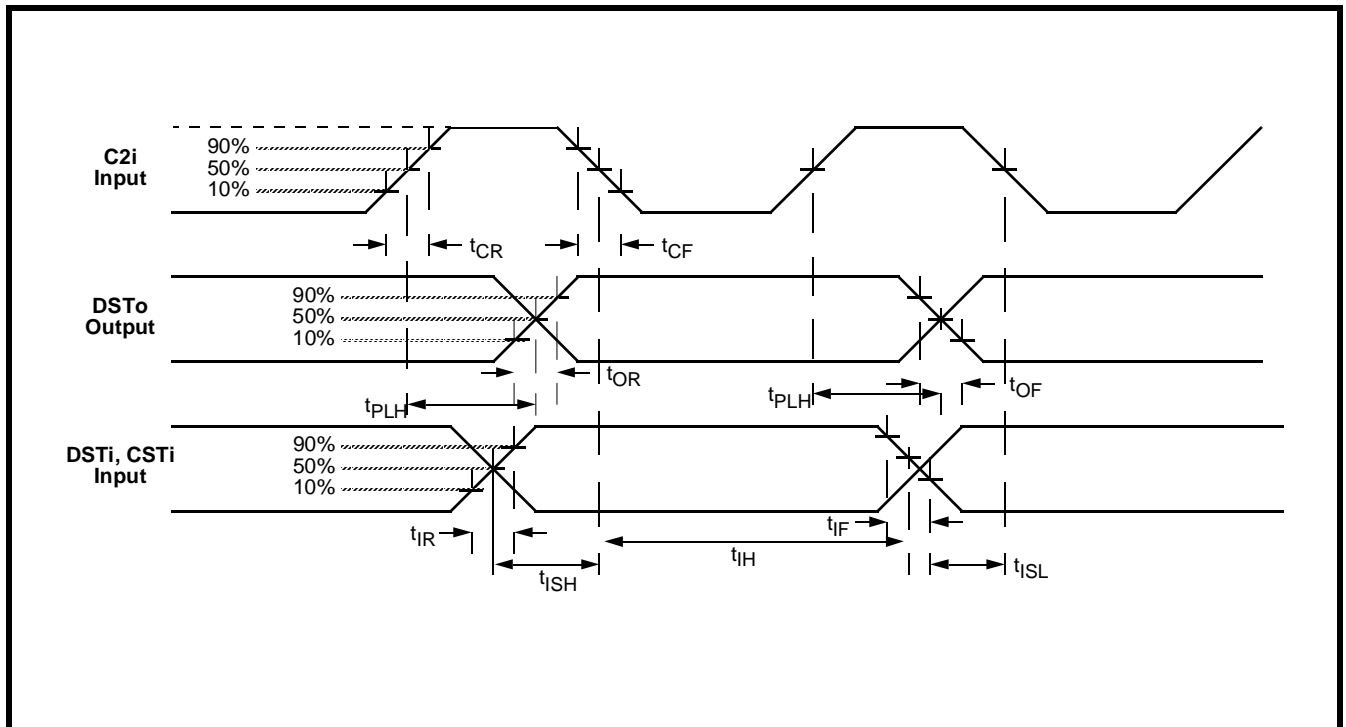 C2i
Input
90%
50%
10%
tCR
tCF
DSTo
Output
90%
50%
10%
tOR
tOF
tPLH
tPLH
DSTi, CSTi
Input
90%
50%
10%
tIR
tIF
tISH
tIH
tISL